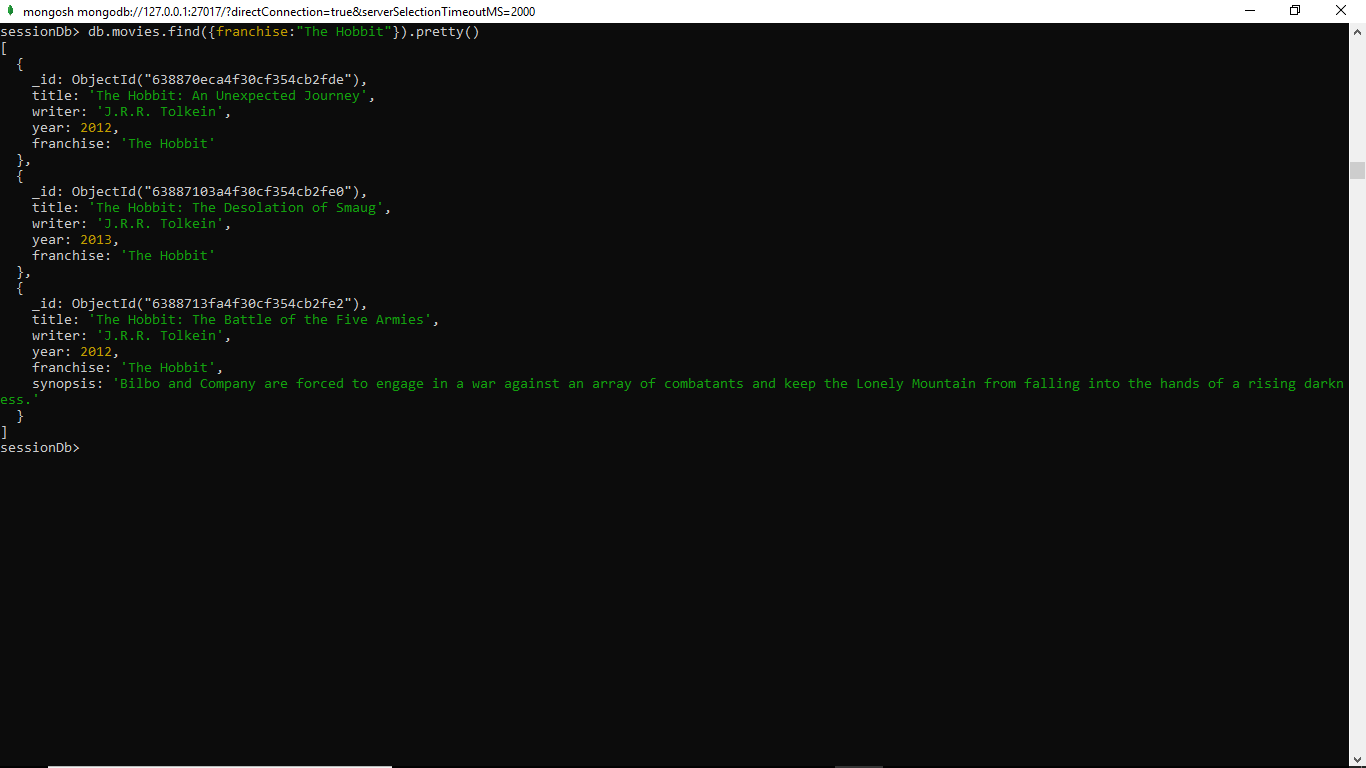 mongosh mongodb://127.0.0.1:27017/?directConnection=true&serverSelectionTimeoutMS=2000
sessionDb> db.movies.find({franchise:"The Hobbit"}).pretty()
[
  {
    _id: ObjectId("638870eca4f30cf354cb2fde"),
    title: 'The Hobbit: An Unexpected Journey',
    writer: 'J.R.R. Tolkein',
    year: 2012,
    franchise: 'The Hobbit'
  },
  {
    _id: ObjectId("63887103a4f30cf354cb2fe0"),
    title: 'The Hobbit: The Desolation of Smaug',
    writer: 'J.R.R. Tolkein',
    year: 2013,
    franchise: 'The Hobbit'
  },
  {
    _id: ObjectId("6388713fa4f30cf354cb2fe2"),
    title: 'The Hobbit: The Battle of the Five Armies',
    writer: 'J.R.R. Tolkein',
    year: 2012,
    franchise: 'The Hobbit',
    synopsis: 'Bilbo and Company are forced to engage in a war against an array of combatants and keep the Lonely Mountain from falling into the hands of a rising darkn
ess.'
  }
]
sessionDb>